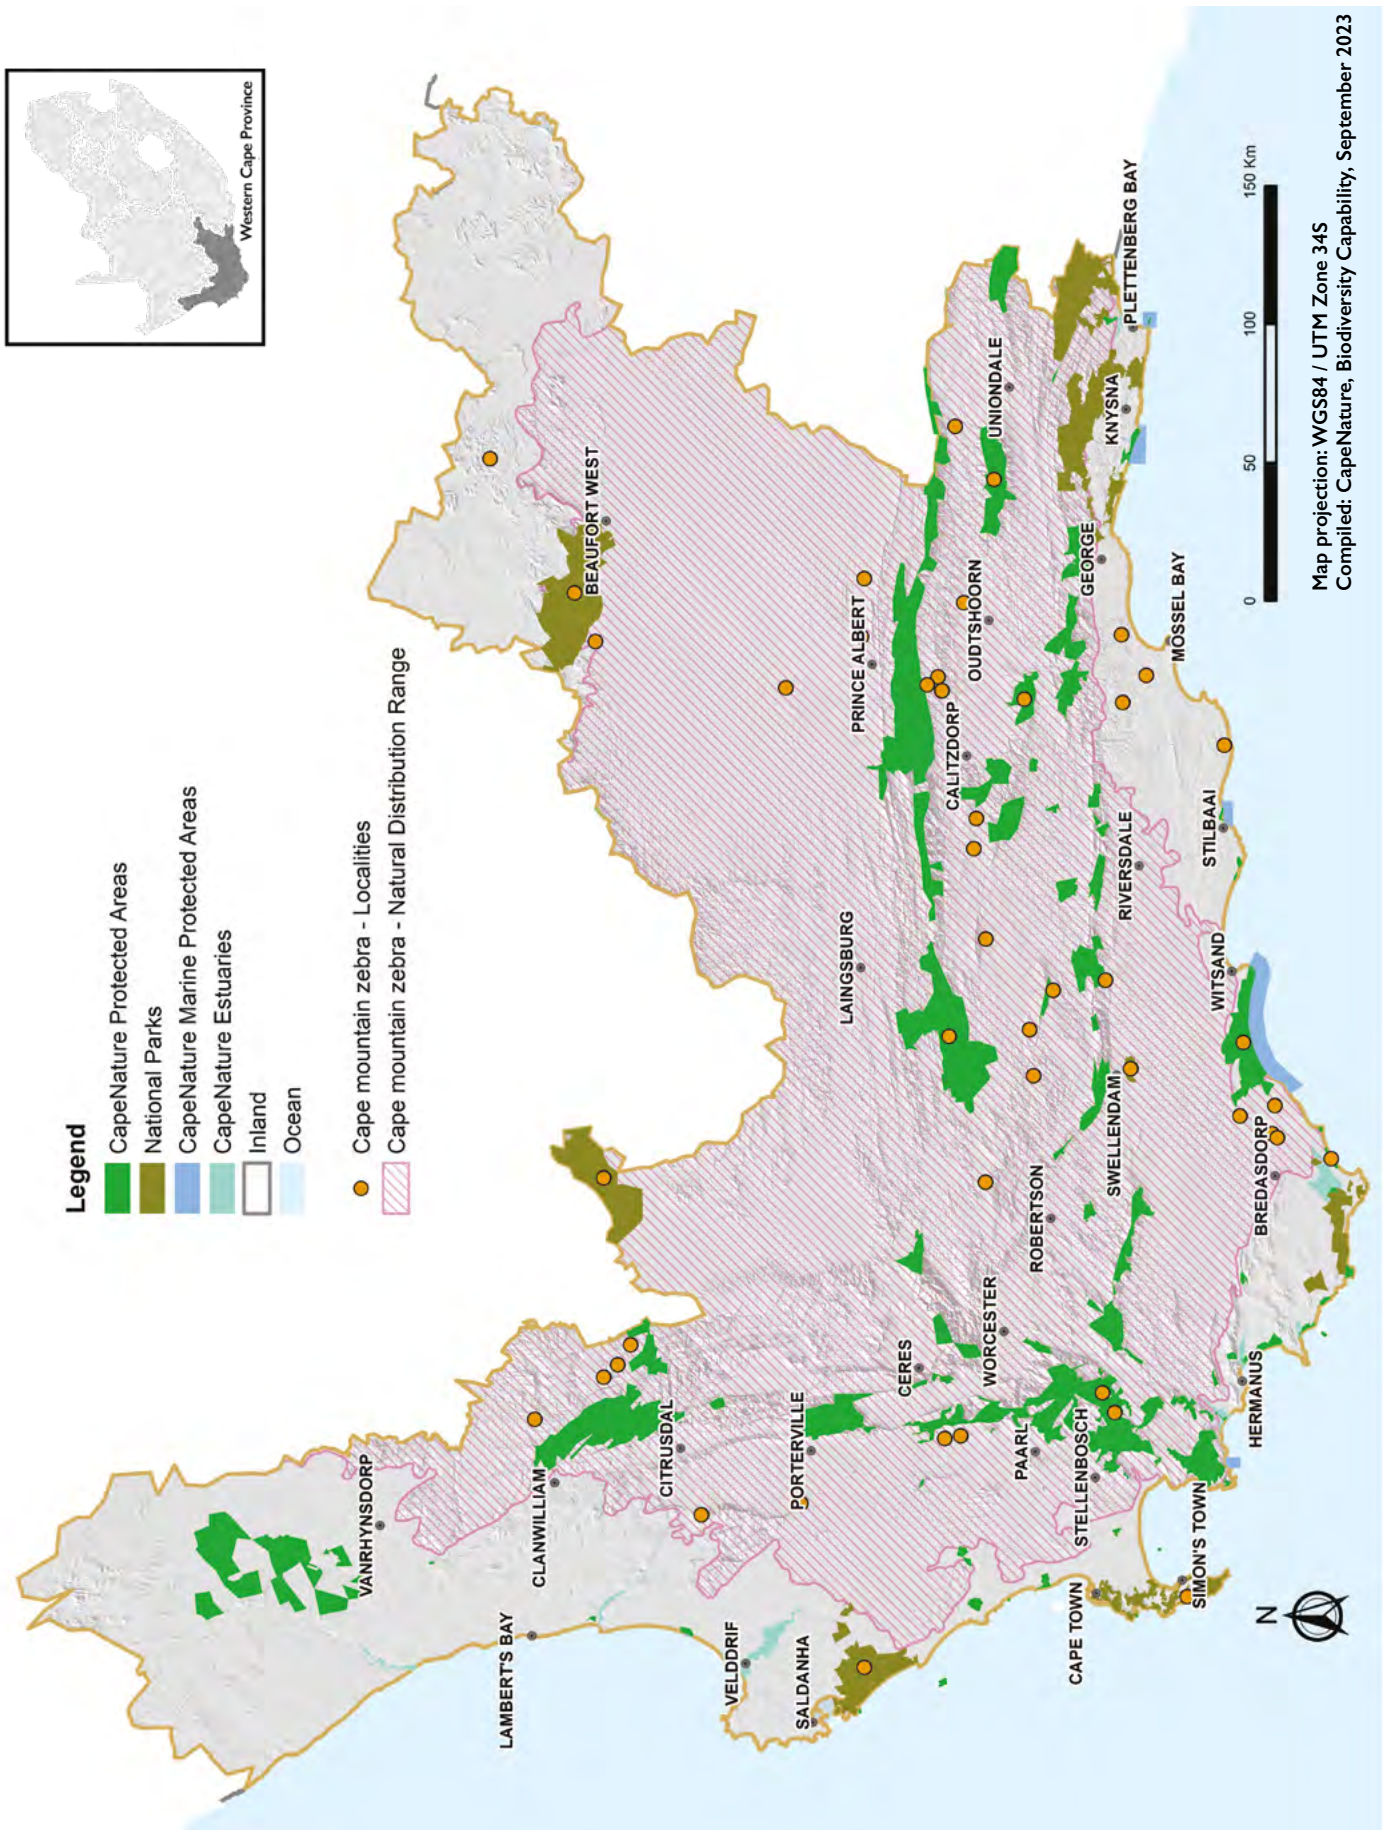 Western Cape Province
Legend
CapeNature Protected Areas
National Parks
CapeNature Marine Protected Areas
CapeNature Estuaries
Inland
Ocean
Cape mountain zebra - Localities
Cape mountain zebra - Natural Distribution Range
VANRHYNSDORP
LAMBERT'S BAY
CLANWILLIAM
CITRUSDAL
VELDDRIF
SALDANHA
PORTERVILLE
CERES
WORCESTER
PAARL
STELLENBOSCH
CAPE TOWN
SIMON'S TOWN
HERMANUS
ROBERTSON
SWELLENDAM
BREDASDORP
WITSAND
LAINGSBURG
RIVERSDALE
STILBAAI
CALITZDORP
PRINCE ALBERT
OUDTSHOORN
BEAUFORT WEST
MOSSEL BAY
GEORGE
UNIONDALE
KNYSNA
PLETTENBERG BAY
N
0 50 100 150 Km
Map projection: WGS84 / UTM Zone 34S
Compiled: CapeNature, Biodiversity Capability, September 2023